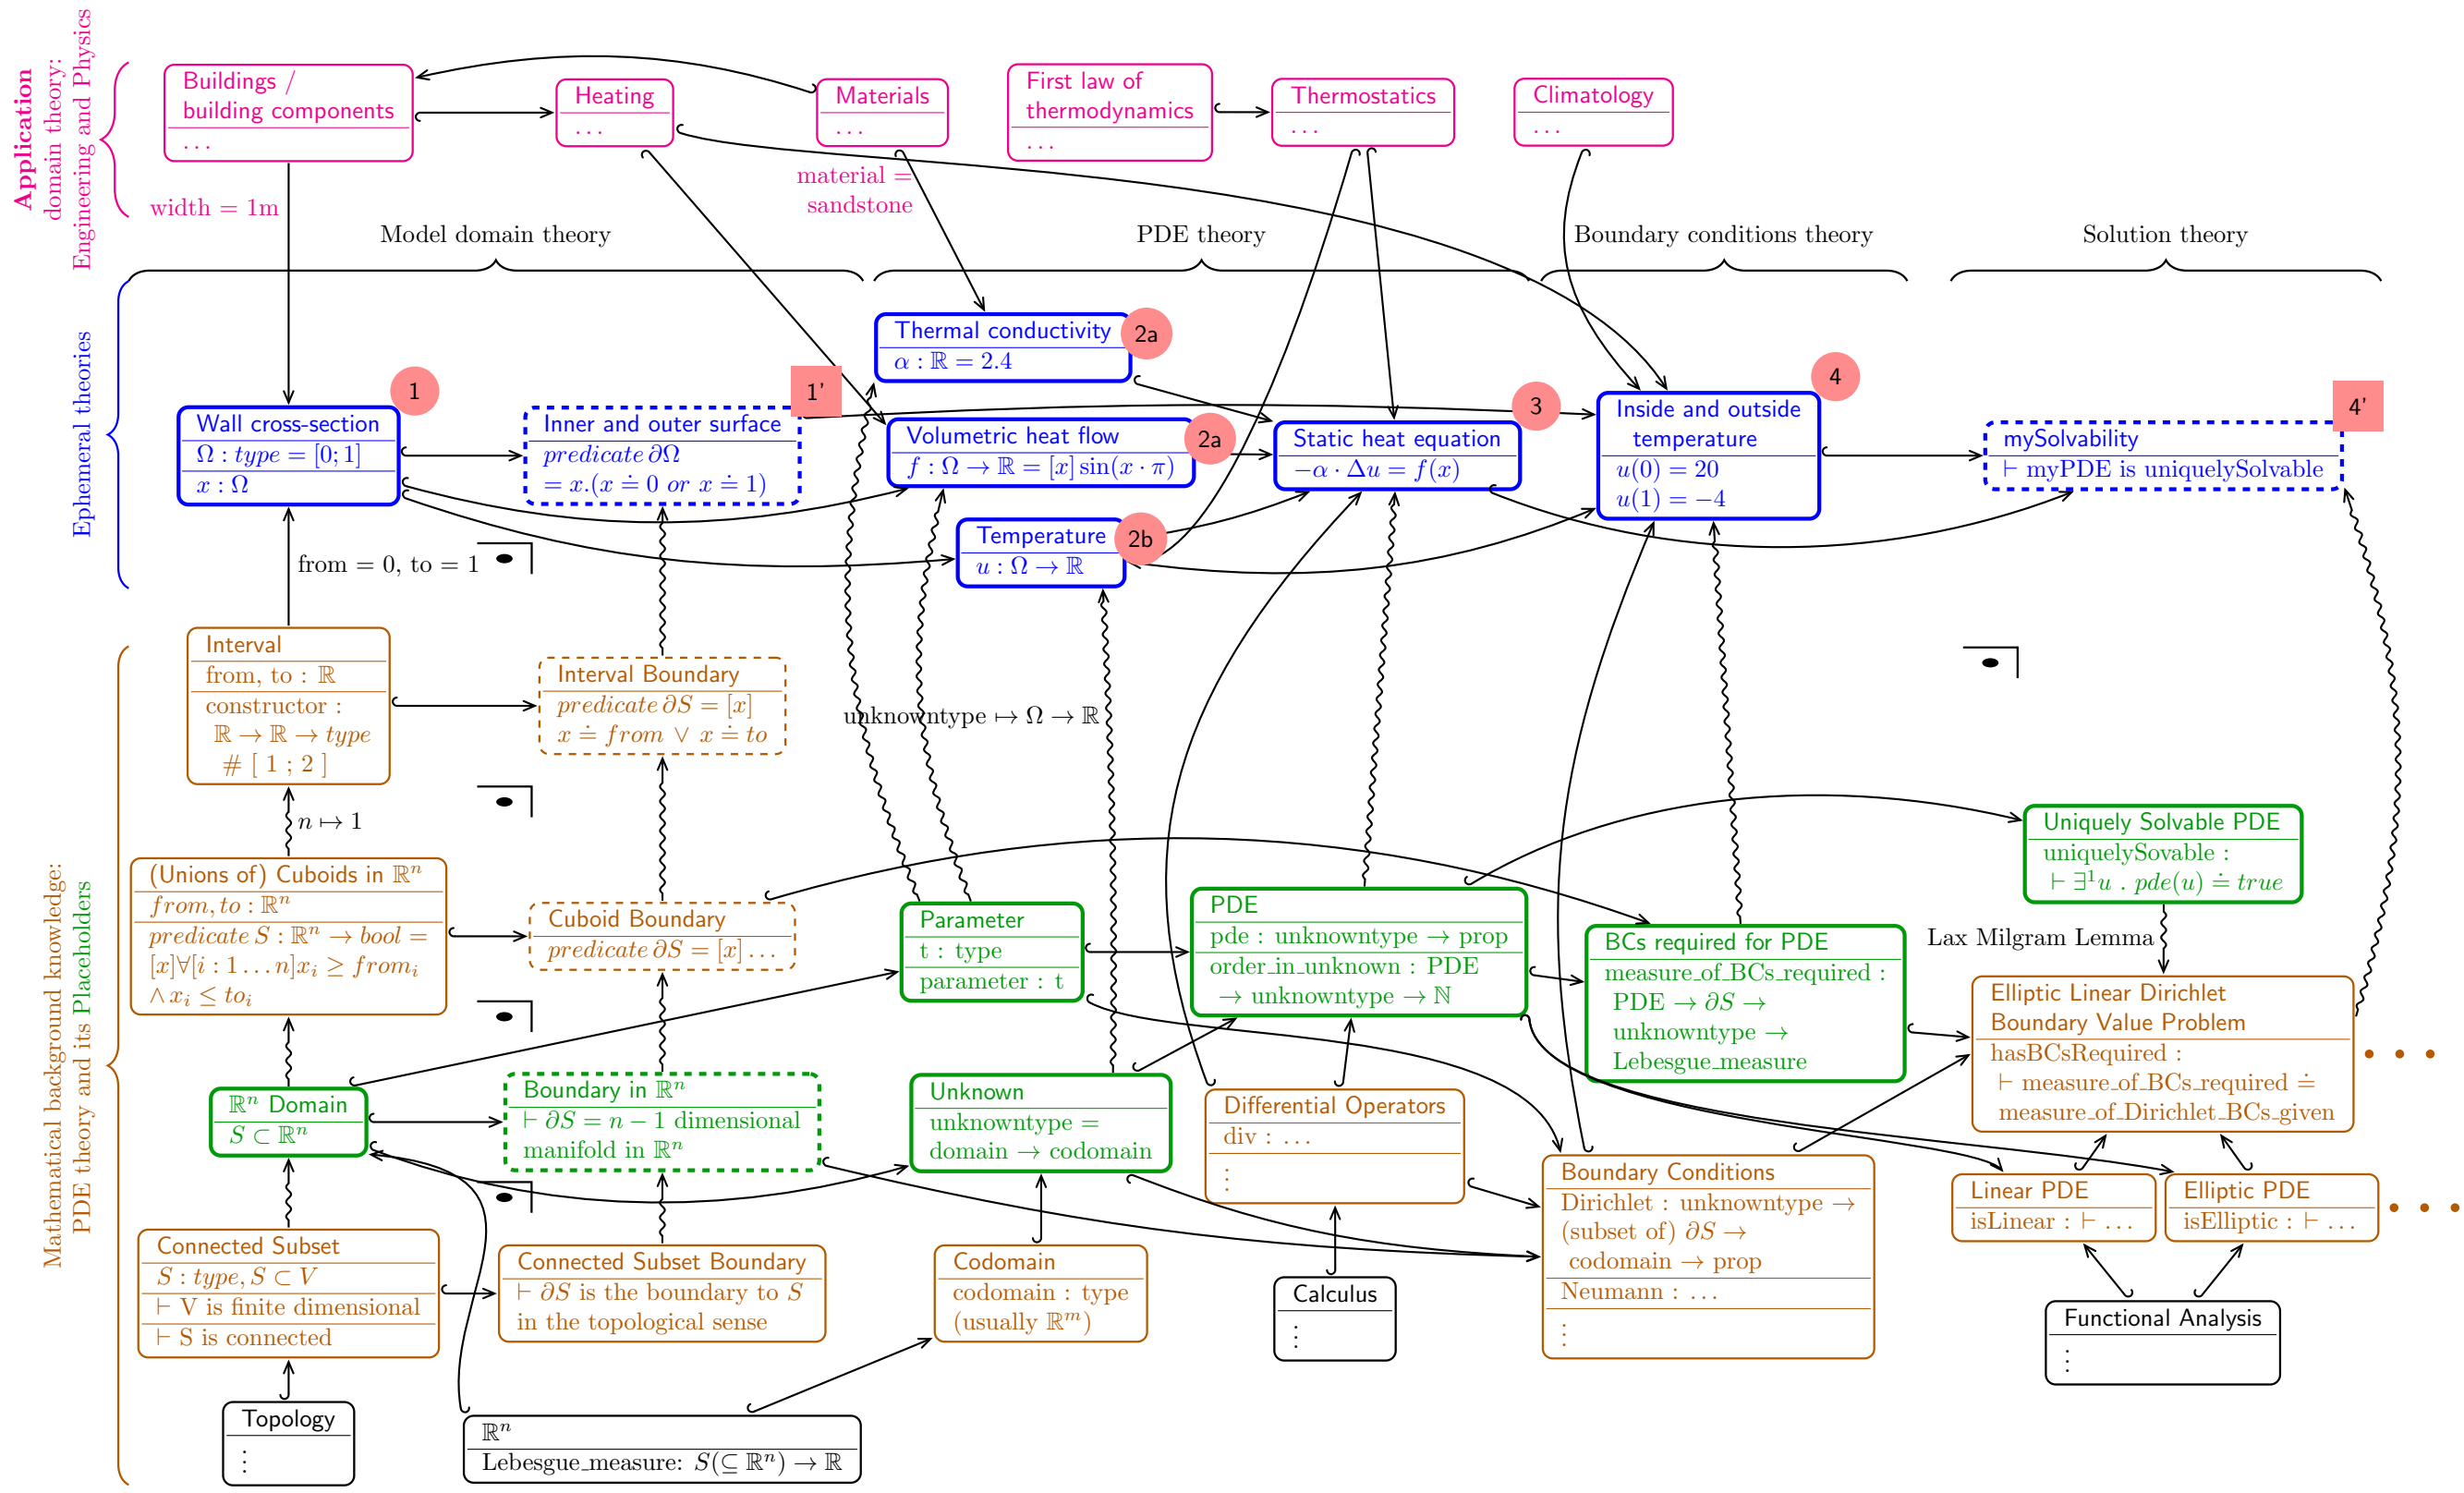 Application
domain theory:
Engineering and Physics
Buildings /
building components
...
Heating
...
Materials
...
First law of
thermodynamics
...
Thermostatics
...
Climatology
...
width = 1m
material =
sandstone
Model domain theory
PDE theory
Boundary conditions theory
Solution theory
Ephemeral theories
Thermal conductivity
α : ℝ = 2.4
2a
1
1'
3
4
4'
Wall cross-section
Ω : type = [0; 1]
x : Ω
Inner and outer surface
predicate ∂Ω
= x.(x ≐ 0 or x ≐ 1)
Volumetric heat flow
f : Ω → ℝ = [x] sin(x · π)
2a
Static heat equation
−α · Δu = f(x)
Inside and outside
temperature
u(0) = 20
u(1) = −4
mySolvability
⊢ myPDE is uniquelySolvable
Temperature
u : Ω → ℝ
2b
from = 0, to = 1
Mathematical background knowledge:
PDE theory and its Placeholders
Interval
from, to : ℝ
constructor :
ℝ → ℝ → type
# [ 1 ; 2 ]
Interval Boundary
predicate ∂S = [x]
x ≐ from ∨ x ≐ to
unknowntype ↦ Ω → ℝ
n ↦ 1
Uniquely Solvable PDE
uniquelySovable :
⊢ ∃¹u . pde(u) ≐ true
(Unions of) Cuboids in ℝⁿ
from, to : ℝⁿ
predicate S : ℝⁿ → bool =
[x]∀[i : 1 . . . n]xᵢ ≥ fromᵢ
∧ xᵢ ≤ toᵢ
Cuboid Boundary
predicate ∂S = [x] . . .
Parameter
t : type
parameter : t
PDE
pde : unknowntype → prop
order_in_unknown : PDE
→ unknowntype → ℕ
BCs required for PDE
measure_of_BCs_required :
PDE → ∂S →
unknowntype →
Lebesgue_measure
Lax Milgram Lemma
Elliptic Linear Dirichlet
Boundary Value Problem
hasBCsRequired :
⊢ measure_of_BCs_required ≐
measure_of_Dirichlet_BCs_given
• • •
ℝⁿ Domain
S ⊂ ℝⁿ
Boundary in ℝⁿ
⊢ ∂S = n − 1 dimensional
manifold in ℝⁿ
Unknown
unknowntype =
domain → codomain
Differential Operators
div : . . .
⋮
Boundary Conditions
Dirichlet : unknowntype →
(subset of) ∂S →
codomain → prop
Neumann : . . .
⋮
Linear PDE
isLinear : ⊢ . . .
Elliptic PDE
isElliptic : ⊢ . . .
• • •
Connected Subset
S : type, S ⊂ V
⊢ V is finite dimensional
⊢ S is connected
Connected Subset Boundary
⊢ ∂S is the boundary to S
in the topological sense
Codomain
codomain : type
(usually ℝᵐ)
Calculus
⋮
Functional Analysis
⋮
Topology
⋮
ℝⁿ
Lebesgue_measure: S(⊆ ℝⁿ) → ℝ